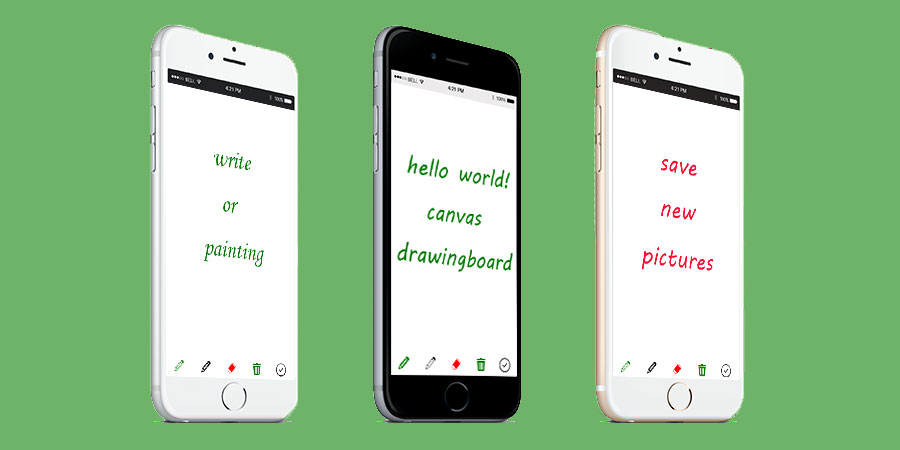 BELL
4:21 PM
100%
write
or
painting
BELL
4:21 PM
100%
hello world!
canvas
drawingboard
BELL
4:21 PM
100%
save
new
pictures